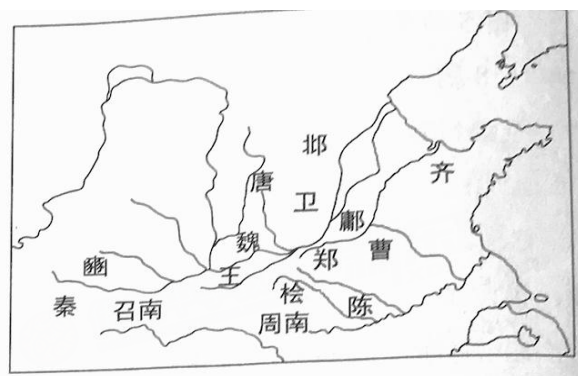 邶
齐
唐
卫
鄘
魏
郑
曹
豳
王
桧
陈
秦
召南
周南